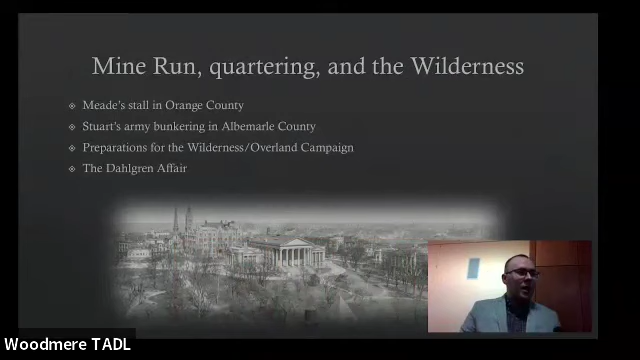 Mine Run, quartering, and the Wilderness
Meade's stall in Orange County
Stuart's army bunkering in Albemarle County
Preparations for the Wilderness/Overland Campaign
The Dahlgren Affair
Woodmere TADL